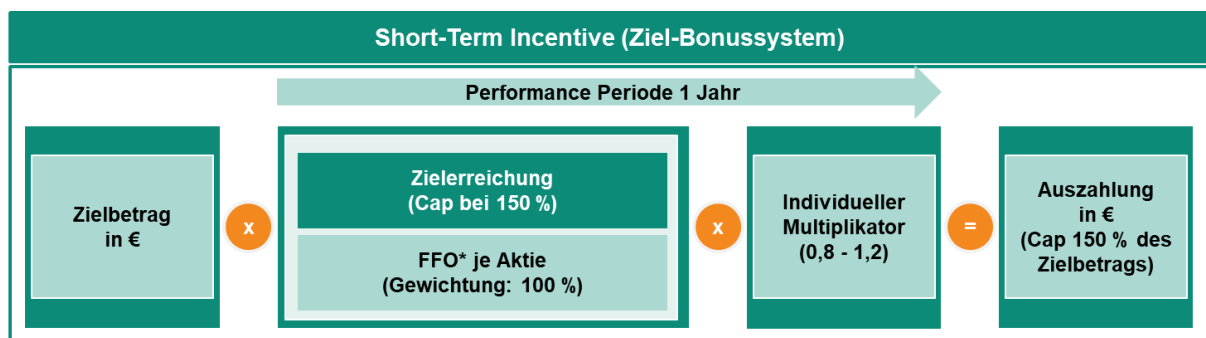 Short-Term Incentive (Ziel-Bonussystem)
Performance Periode 1 Jahr
Zielbetrag
in €
x
Zielerreichung
(Cap bei 150 %)
FFO* je Aktie
(Gewichtung: 100 %)
x
Individueller
Multiplikator
(0,8 - 1,2)
=
Auszahlung
in €
(Cap 150 % des
Zielbetrags)